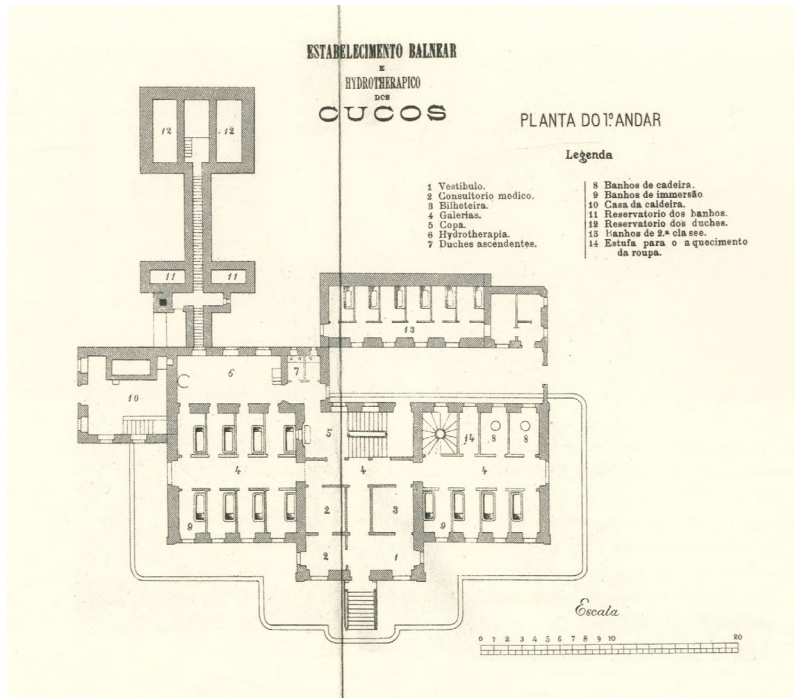 ESTABELECIMENTO BALNEAR
E
HYDROTHERAPICO
DOS
CUCOS
PLANTA DO 1º ANDAR
Legenda
1 Vestibulo.
2 Consultorio medico.
3 Bilheteira.
4 Galerias.
5 Copa.
6 Hydrotherapia.
7 Duches ascendentes.
8 Banhos de cadeira.
9 Banhos de immersão
10 Casa da caldeira.
11 Reservatorio dos banhos.
12 Reservatorio dos duches.
13 Banhos de 2.ª classe.
14 Estufa para o aquecimento
da roupa.
12 12
11 11
13
6 7
10
5 14 8 8
4 4 4
2 3
9 9
2 1
Escala
0 1 2 3 4 5 6 7 8 9 10 20